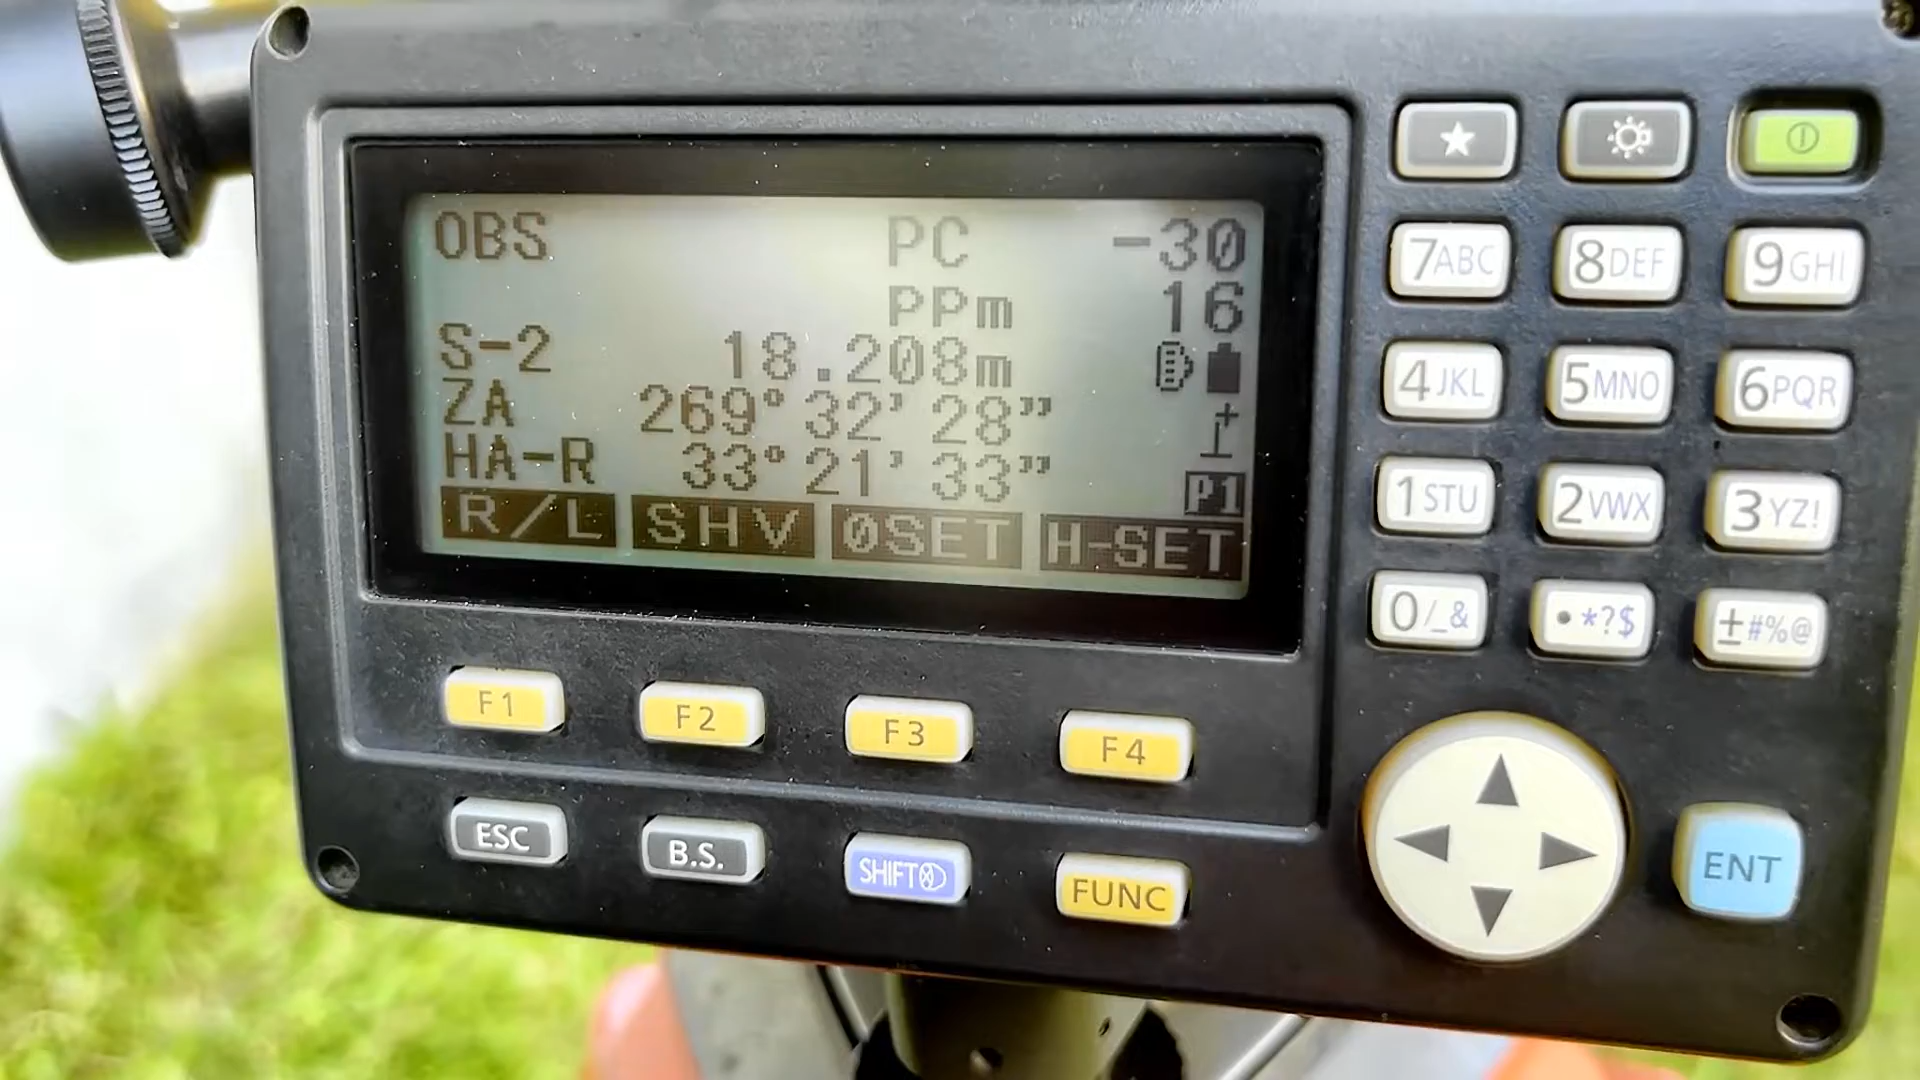 OBS PC -30
PPm 16
S-2 18.208m
ZA 269°32'28"
HA-R 33°21'33"
P1
R/L SHV 0SET H-SET
7ABC 8DEF 9GHI
4JKL 5MNO 6PQR
1STU 2VWX 3YZ!
0/_& •*?$ ±#%@
F1 F2 F3 F4
ESC B.S. SHIFT FUNC
ENT